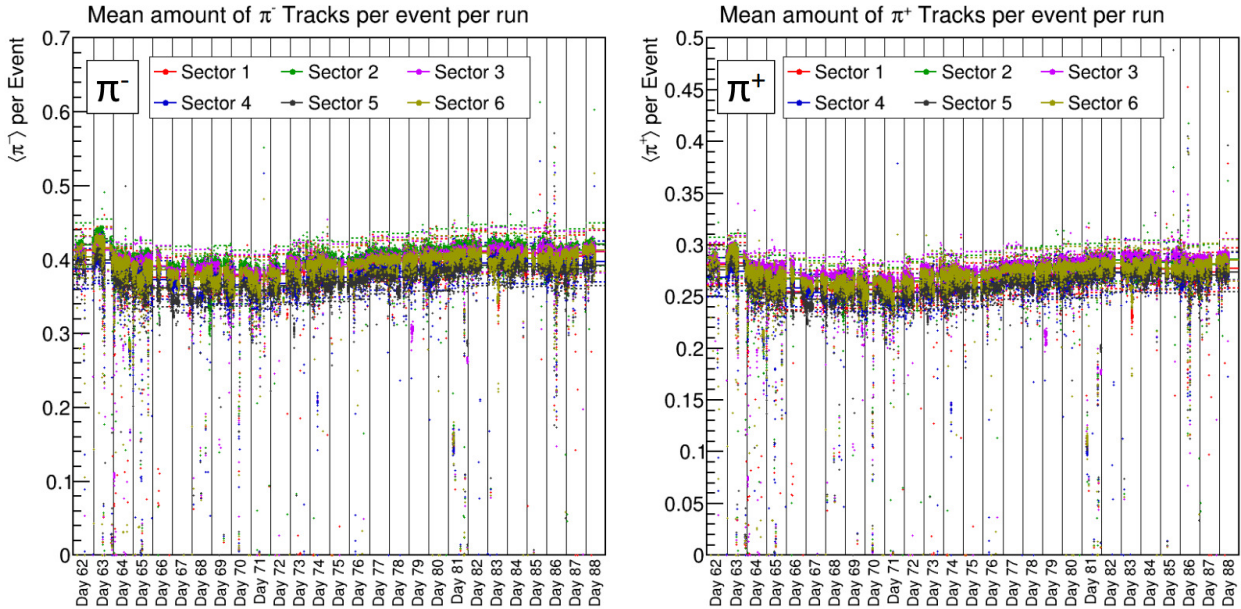 Mean amount of π⁻ Tracks per event per run
⟨π⁻⟩ per Event
π⁻
Sector 1 Sector 2 Sector 3
Sector 4 Sector 5 Sector 6
0.7
0.6
0.5
0.4
0.3
0.2
0.1
0
Day 62 Day 63 Day 64 Day 65 Day 66 Day 67 Day 68 Day 69 Day 70 Day 71 Day 72 Day 73 Day 74 Day 75 Day 76 Day 77 Day 78 Day 79 Day 80 Day 81 Day 82 Day 83 Day 84 Day 85 Day 86 Day 87 Day 88
Mean amount of π⁺ Tracks per event per run
⟨π⁺⟩ per Event
π⁺
Sector 1 Sector 2 Sector 3
Sector 4 Sector 5 Sector 6
0.5
0.45
0.4
0.35
0.3
0.25
0.2
0.15
0.1
0.05
0
Day 62 Day 63 Day 64 Day 65 Day 66 Day 67 Day 68 Day 69 Day 70 Day 71 Day 72 Day 73 Day 74 Day 75 Day 76 Day 77 Day 78 Day 79 Day 80 Day 81 Day 82 Day 83 Day 84 Day 85 Day 86 Day 87 Day 88